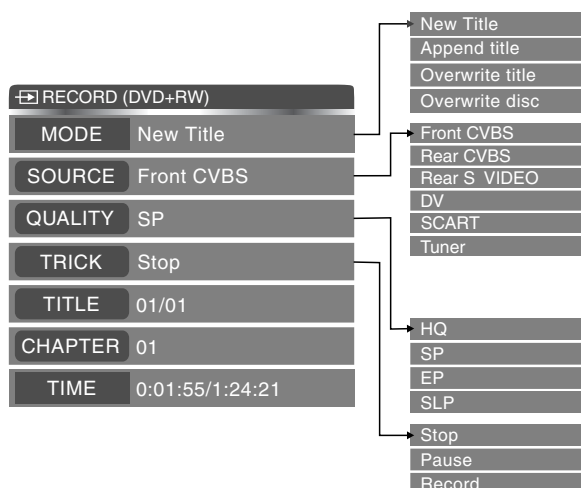 RECORD (DVD+RW)
MODE New Title
SOURCE Front CVBS
QUALITY SP
TRICK Stop
TITLE 01/01
CHAPTER 01
TIME 0:01:55/1:24:21
New Title
Append title
Overwrite title
Overwrite disc
Front CVBS
Rear CVBS
Rear S VIDEO
DV
SCART
Tuner
HQ
SP
EP
SLP
Stop
Pause
Record